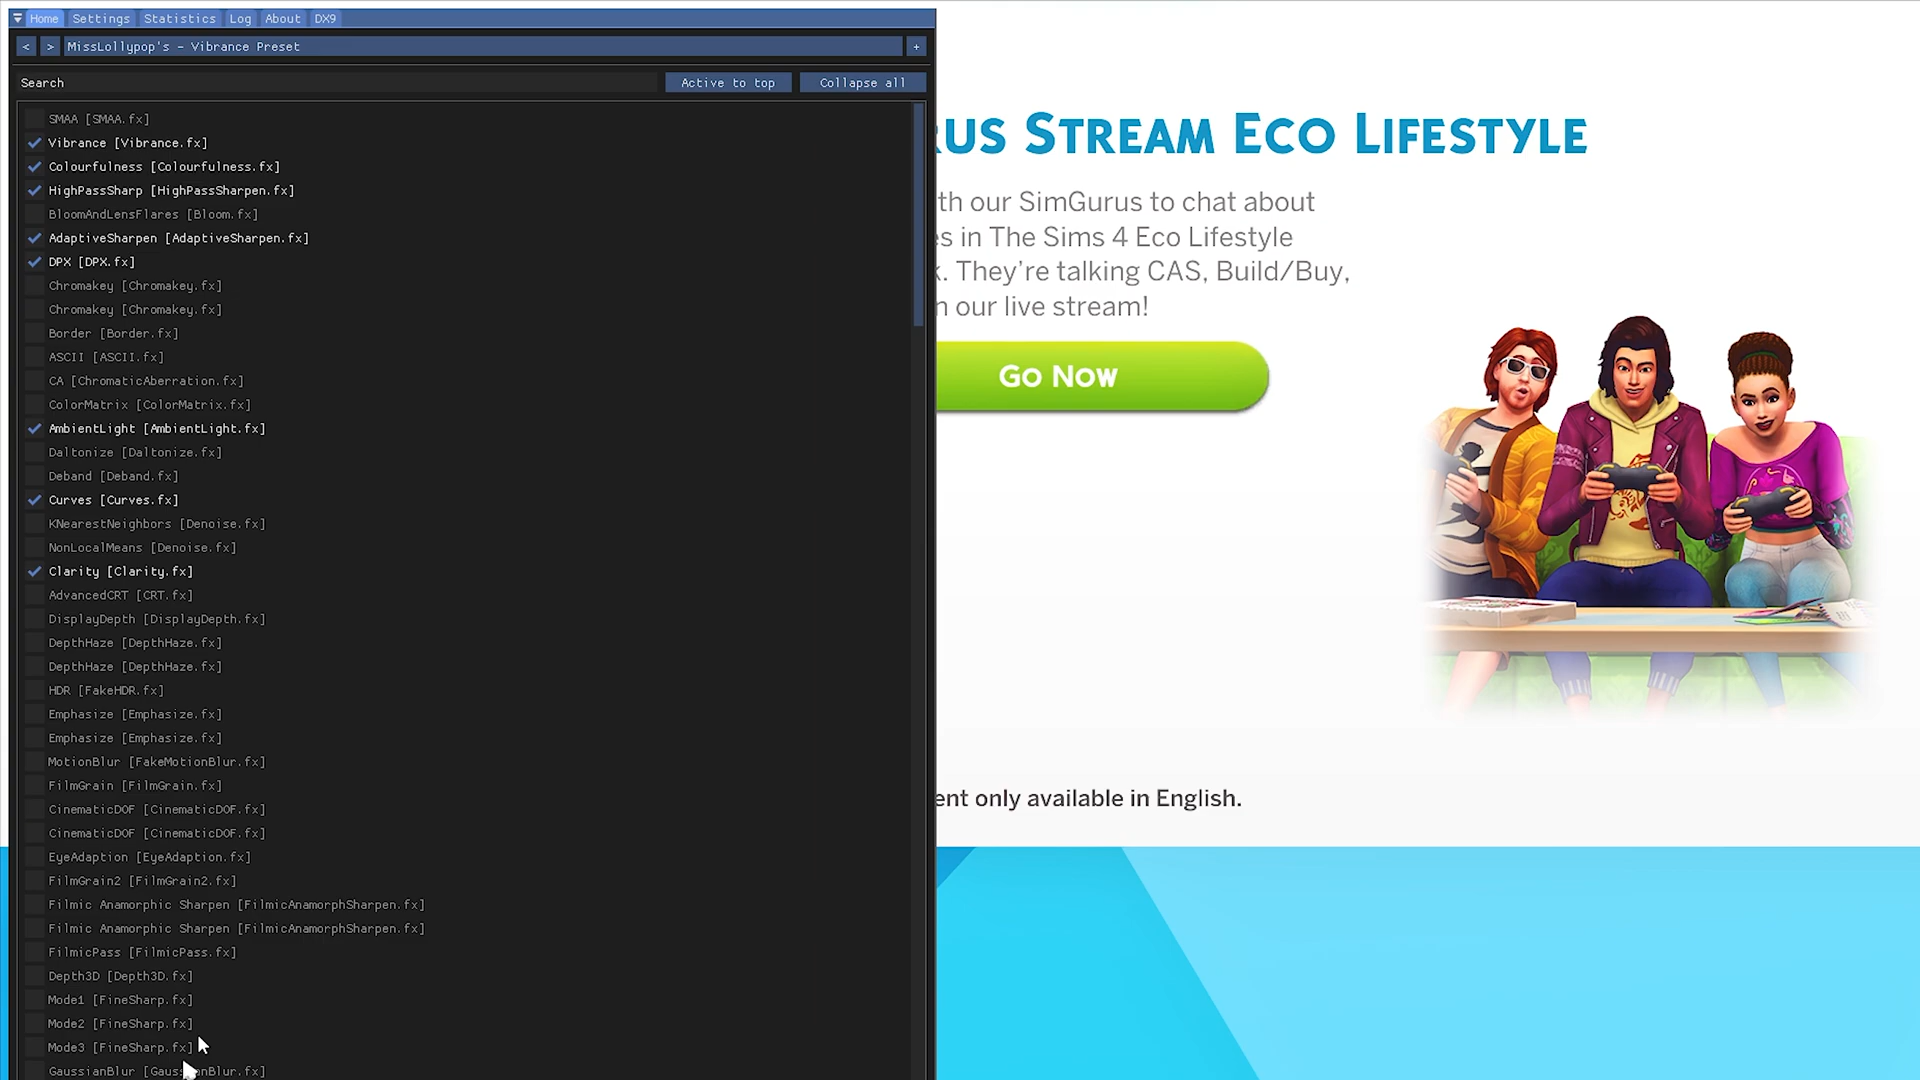 Home Settings Statistics Log About DX9
< > MissLollypop's - Vibrance Preset +
Search Active to top Collapse all
SMAA [SMAA.fx]
Vibrance [Vibrance.fx]
Colourfulness [Colourfulness.fx]
HighPassSharp [HighPassSharpen.fx]
BloomAndLensFlares [Bloom.fx]
AdaptiveSharpen [AdaptiveSharpen.fx]
DPX [DPX.fx]
Chromakey [Chromakey.fx]
Chromakey [Chromakey.fx]
Border [Border.fx]
ASCII [ASCII.fx]
CA [ChromaticAberration.fx]
ColorMatrix [ColorMatrix.fx]
AmbientLight [AmbientLight.fx]
Daltonize [Daltonize.fx]
Deband [Deband.fx]
Curves [Curves.fx]
KNearestNeighbors [Denoise.fx]
NonLocalMeans [Denoise.fx]
Clarity [Clarity.fx]
AdvancedCRT [CRT.fx]
DisplayDepth [DisplayDepth.fx]
DepthHaze [DepthHaze.fx]
DepthHaze [DepthHaze.fx]
HDR [FakeHDR.fx]
Emphasize [Emphasize.fx]
Emphasize [Emphasize.fx]
MotionBlur [FakeMotionBlur.fx]
FilmGrain [FilmGrain.fx]
CinematicDOF [CinematicDOF.fx]
CinematicDOF [CinematicDOF.fx]
EyeAdaption [EyeAdaption.fx]
FilmGrain2 [FilmGrain2.fx]
Filmic Anamorphic Sharpen [FilmicAnamorphSharpen.fx]
Filmic Anamorphic Sharpen [FilmicAnamorphSharpen.fx]
FilmicPass [FilmicPass.fx]
Depth3D [Depth3D.fx]
Mode1 [FineSharp.fx]
Mode2 [FineSharp.fx]
Mode3 [FineSharp.fx]
GaussianBlur [GaussianBlur.fx]
RUS STREAM ECO LIFESTYLE
th our SimGurus to chat about
es in The Sims 4 Eco Lifestyle
k. They're talking CAS, Build/Buy,
n our live stream!
Go Now
ent only available in English.